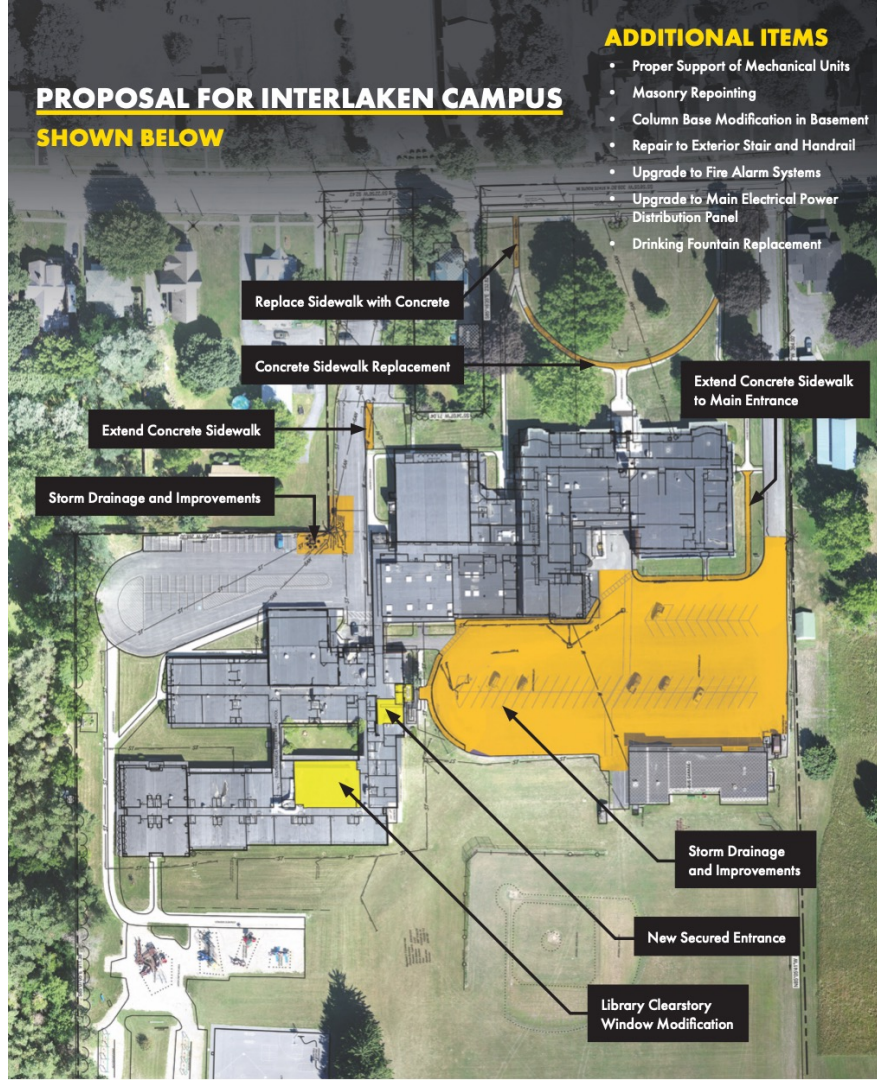 PROPOSAL FOR INTERLAKEN CAMPUS
SHOWN BELOW
ADDITIONAL ITEMS
• Proper Support of Mechanical Units
• Masonry Repointing
• Column Base Modification in Basement
• Repair to Exterior Stair and Handrail
• Upgrade to Fire Alarm Systems
• Upgrade to Main Electrical Power
Distribution Panel
• Drinking Fountain Replacement
Replace Sidewalk with Concrete
Concrete Sidewalk Replacement
Extend Concrete Sidewalk
to Main Entrance
Extend Concrete Sidewalk
Storm Drainage and Improvements
Storm Drainage
and Improvements
New Secured Entrance
Library Clearstory
Window Modification